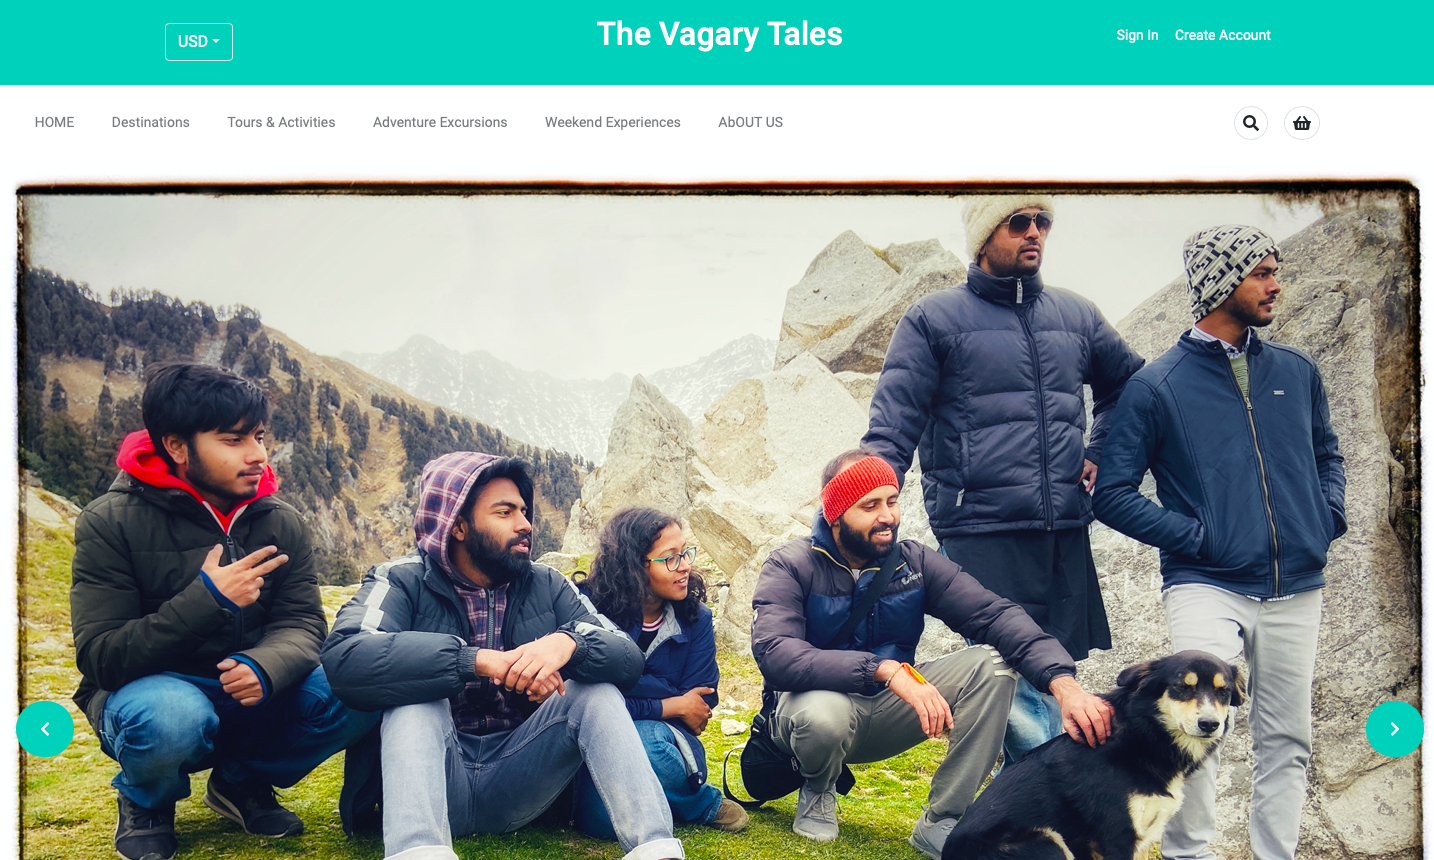 USD
The Vagary Tales
Sign In
Create Account
HOME
Destinations
Tours & Activities
Adventure Excursions
Weekend Experiences
AbOUT US